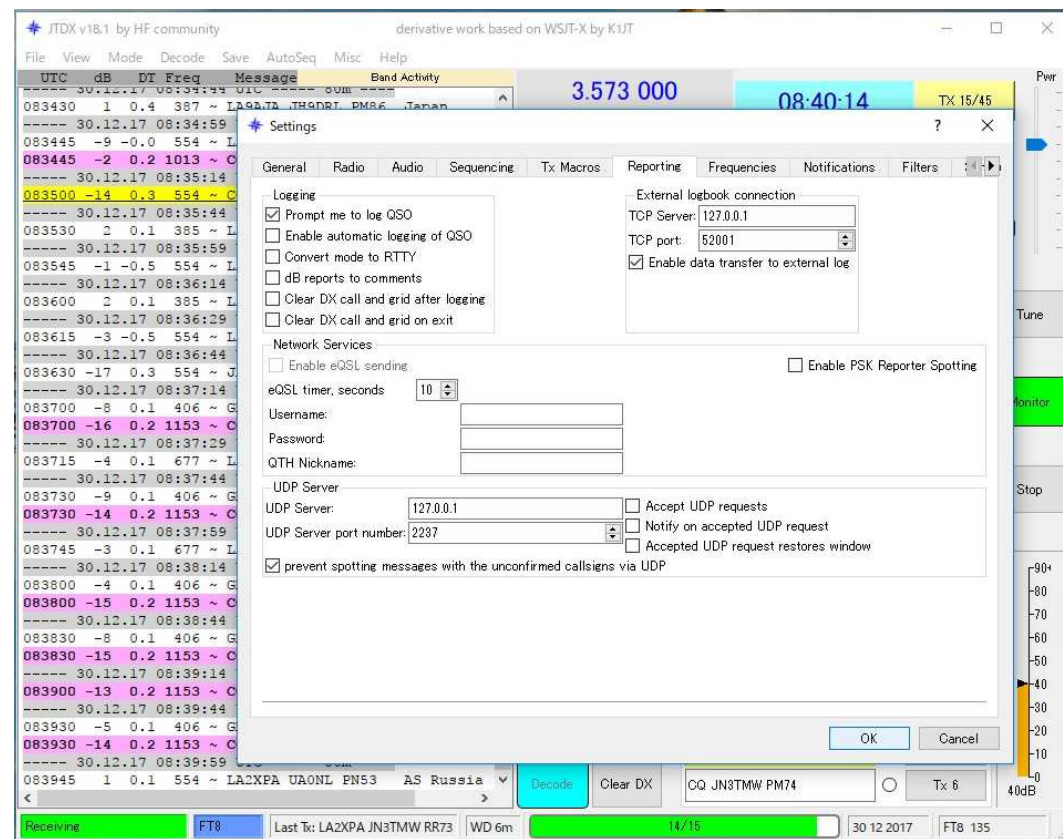 JTDX v18.1 by HF community derivative work based on WSJT-X by K1JT
File View Mode Decode Save AutoSeq Misc Help
UTC dB DT Freq Message Band Activity
3.573 000
08:40:14
TX 15/45
Pwr
----- 30.12.17 08:34:44 UTC ----- 80m ----
083430 1 0.4 387 ~ LA9AJA JH9DRL PM86 Japan
----- 30.12.17 08:34:59
083445 -9 -0.0 554 ~ L
083445 -2 0.2 1013 ~ C
----- 30.12.17 08:35:14
083500 -14 0.3 554 ~ C
----- 30.12.17 08:35:44
083530 2 0.1 385 ~ L
----- 30.12.17 08:35:59
083545 -1 -0.5 554 ~ L
----- 30.12.17 08:36:14
083600 2 0.1 385 ~ L
----- 30.12.17 08:36:29
083615 -3 -0.5 554 ~ L
----- 30.12.17 08:36:44
083630 -17 0.3 554 ~ J
----- 30.12.17 08:37:14
083700 -8 0.1 406 ~ G
083700 -16 0.2 1153 ~ C
----- 30.12.17 08:37:29
083715 -4 0.1 677 ~ L
----- 30.12.17 08:37:44
083730 -9 0.1 406 ~ G
083730 -14 0.2 1153 ~ C
----- 30.12.17 08:37:59
083745 -3 0.1 677 ~ L
----- 30.12.17 08:38:14
083800 -4 0.1 406 ~ G
083800 -15 0.2 1153 ~ C
----- 30.12.17 08:38:44
083830 -8 0.1 406 ~ G
083830 -15 0.2 1153 ~ C
----- 30.12.17 08:39:14
083900 -13 0.2 1153 ~ C
----- 30.12.17 08:39:44
083930 -5 0.1 406 ~ G
083930 -14 0.2 1153 ~ C
----- 30.12.17 08:39:59 UTC ----- 80m
083945 1 0.1 554 ~ LA2XPA UA0NL PN53 AS Russia
Settings ?
General Radio Audio Sequencing Tx Macros Reporting Frequencies Notifications Filters
Logging
Prompt me to log QSO
Enable automatic logging of QSO
Convert mode to RTTY
dB reports to comments
Clear DX call and grid after logging
Clear DX call and grid on exit
External logbook connection
TCP Server: 127.0.0.1
TCP port: 52001
Enable data transfer to external log
Network Services
Enable eQSL sending
Enable PSK Reporter Spotting
eQSL timer, seconds 10
Username:
Password:
QTH Nickname:
UDP Server
UDP Server: 127.0.0.1
UDP Server port number: 2237
Accept UDP requests
Notify on accepted UDP request
Accepted UDP request restores window
prevent spotting messages with the unconfirmed callsigns via UDP
OK Cancel
Tune
Monitor
Stop
90
80
70
60
50
40
30
20
10
0
40dB
Decode Clear DX CQ JN3TMW PM74 Tx 6
Receiving FT8 Last Tx: LA2XPA JN3TMW RR73 WD 6m 14/15 30 12 2017 FT8 135